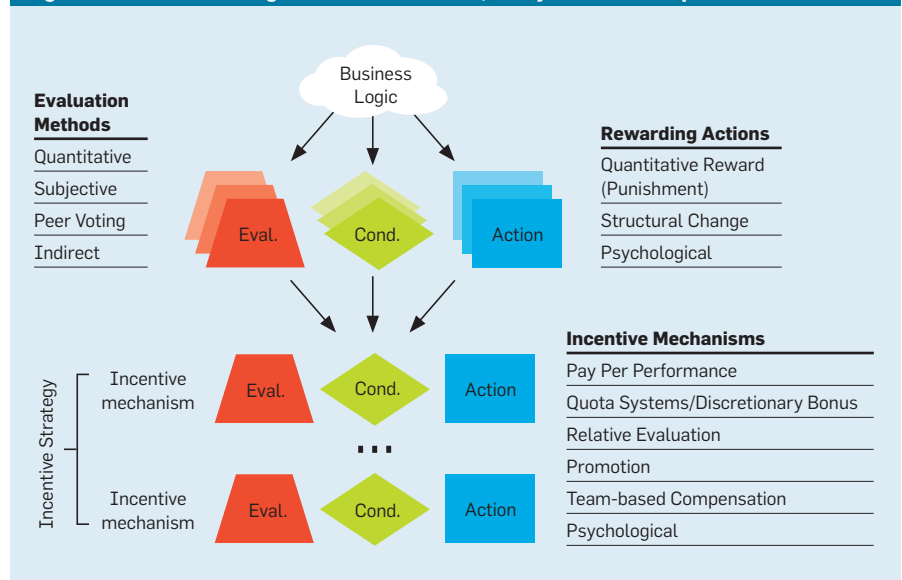 Business
Logic
Evaluation
Methods
Quantitative
Subjective
Peer Voting
Indirect
Eval.
Cond.
Action
Rewarding Actions
Quantitative Reward
(Punishment)
Structural Change
Psychological
Incentive Strategy
Incentive
mechanism
Eval.
Cond.
Action
...
Incentive
mechanism
Eval.
Cond.
Action
Incentive Mechanisms
Pay Per Performance
Quota Systems/Discretionary Bonus
Relative Evaluation
Promotion
Team-based Compensation
Psychological